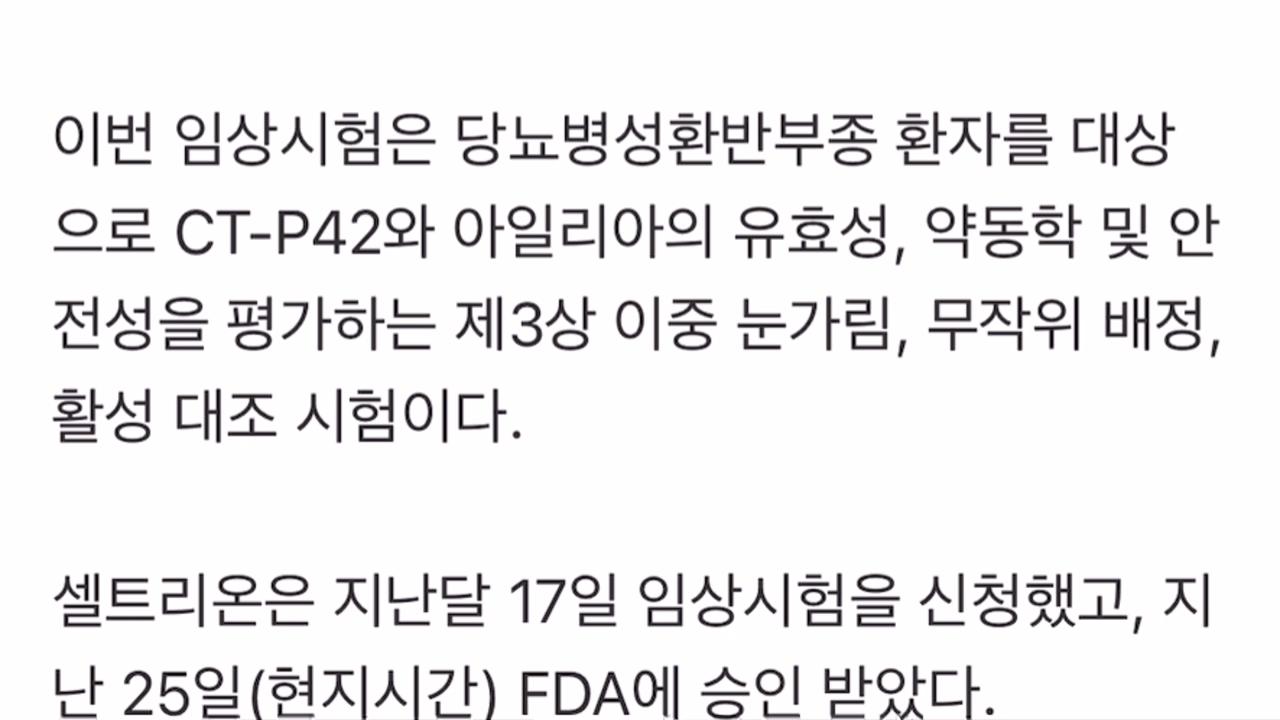 이번 임상시험은 당뇨병성환반부종 환자를 대상
으로 CT-P42와 아일리아의 유효성, 약동학 및 안
전성을 평가하는 제3상 이중 눈가림, 무작위 배정,
활성 대조 시험이다.
셀트리온은 지난달 17일 임상시험을 신청했고, 지
난 25일(현지시간) FDA에 승인 받았다.